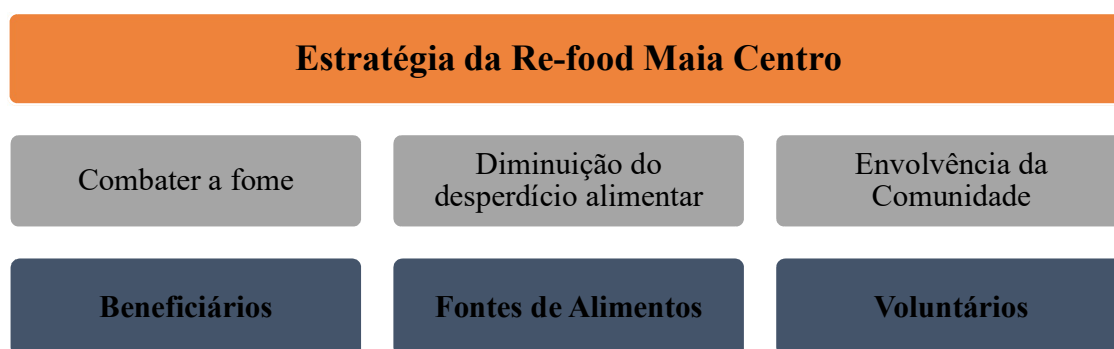 Estratégia da Re-food Maia Centro
Combater a fome
Diminuição do
desperdício alimentar
Envolvência da
Comunidade
Beneficiários
Fontes de Alimentos
Voluntários